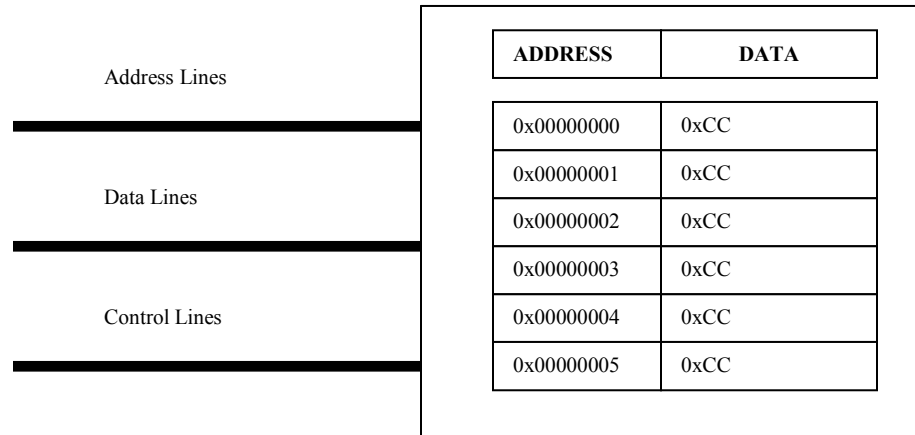 Address Lines
Data Lines
Control Lines
ADDRESS DATA
0x00000000 0xCC
0x00000001 0xCC
0x00000002 0xCC
0x00000003 0xCC
0x00000004 0xCC
0x00000005 0xCC